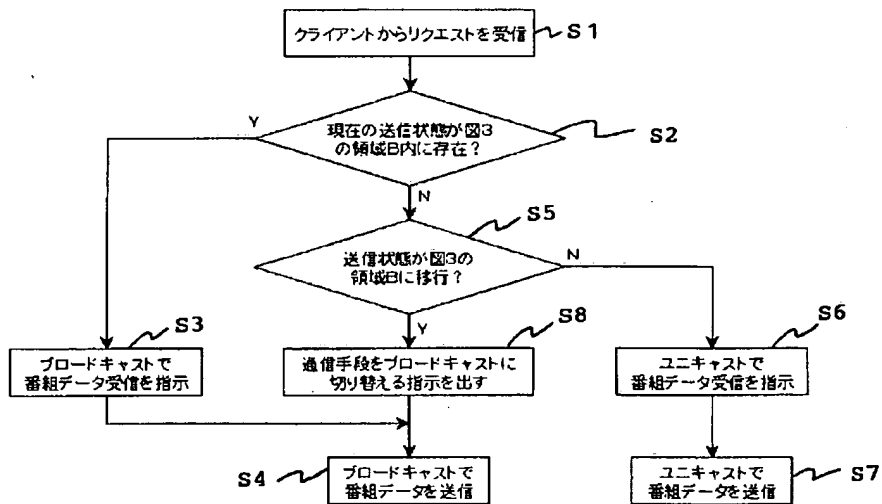 クライアントからリクエストを受信
S1
Y
現在の送信状態が図3
の領域B内に存在?
S2
N
S5
送信状態が図3の
領域Bに移行?
N
S3
Y
S8
S6
ブロードキャストで
番組データ受信を指示
通信手段をブロードキャストに
切り替える指示を出す
ユニキャストで
番組データ受信を指示
S4
ブロードキャストで
番組データを送信
ユニキャストで
番組データを送信
S7